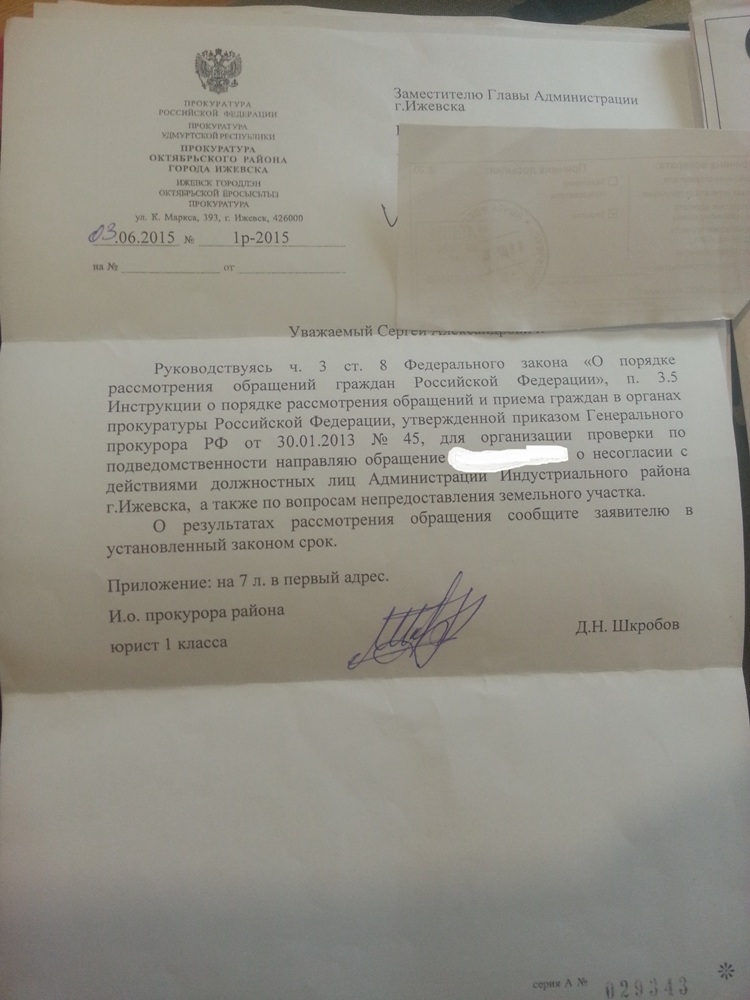 ПРОКУРАТУРА
РОССИЙСКОЙ ФЕДЕРАЦИИ
ПРОКУРАТУРА
УДМУРТСКОЙ РЕСПУБЛИКИ
ПРОКУРАТУРА
ОКТЯБРЬСКОГО РАЙОНА
ГОРОДА ИЖЕВСКА
ИЖЕВСК ГОРОДЛЭН
ОКТЯБРЬСКОЙ ЁРОСЫСЬТЫЗ
ПРОКУРАТУРА
ул. К. Маркса, 393, г. Ижевск, 426000
03.06.2015 № 1р-2015
на № от
Заместителю Главы Администрации
г.Ижевска
Уважаемый Сергей
Руководствуясь ч. 3 ст. 8 Федерального закона «О порядке
рассмотрения обращений граждан Российской Федерации», п. 3.5
Инструкции о порядке рассмотрения обращений и приема граждан в органах
прокуратуры Российской Федерации, утвержденной приказом Генерального
прокурора РФ от 30.01.2013 № 45, для организации проверки по
подведомственности направляю обращение о несогласии с
действиями должностных лиц Администрации Индустриального района
г.Ижевска, а также по вопросам непредоставления земельного участка.
О результатах рассмотрения обращения сообщите заявителю в
установленный законом срок.
Приложение: на 7 л. в первый адрес.
И.о. прокурора района
юрист 1 класса
Д.Н. Шкробов
серия А № 029343